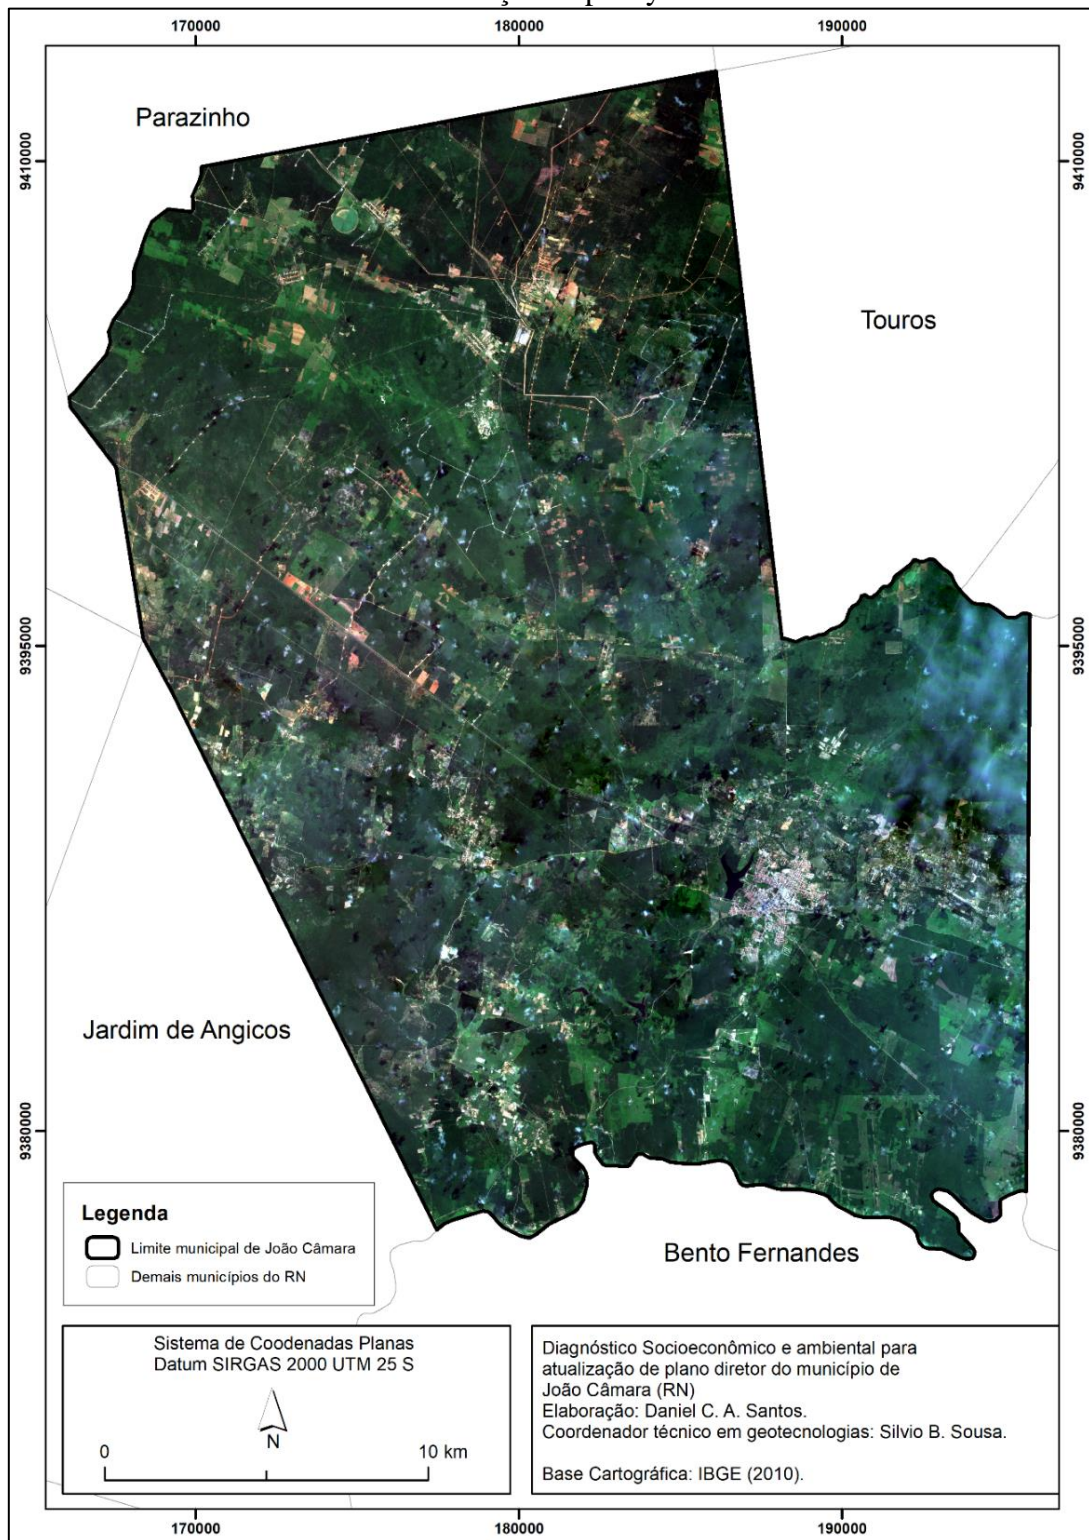 170000
180000
190000
Parazinho
9410000
9410000
Touros
9395000
9395000
Jardim de Angicos
9380000
9380000
Legenda
Limite municipal de João Câmara
Demais municípios do RN
Bento Fernandes
Sistema de Coodenadas Planas
Datum SIRGAS 2000 UTM 25 S
N
0
10 km
Diagnóstico Socioeconômico e ambiental para
atualização de plano diretor do município de
João Câmara (RN)
Elaboração: Daniel C. A. Santos.
Coordenador técnico em geotecnologias: Silvio B. Sousa.
Base Cartográfica: IBGE (2010).
170000
180000
190000